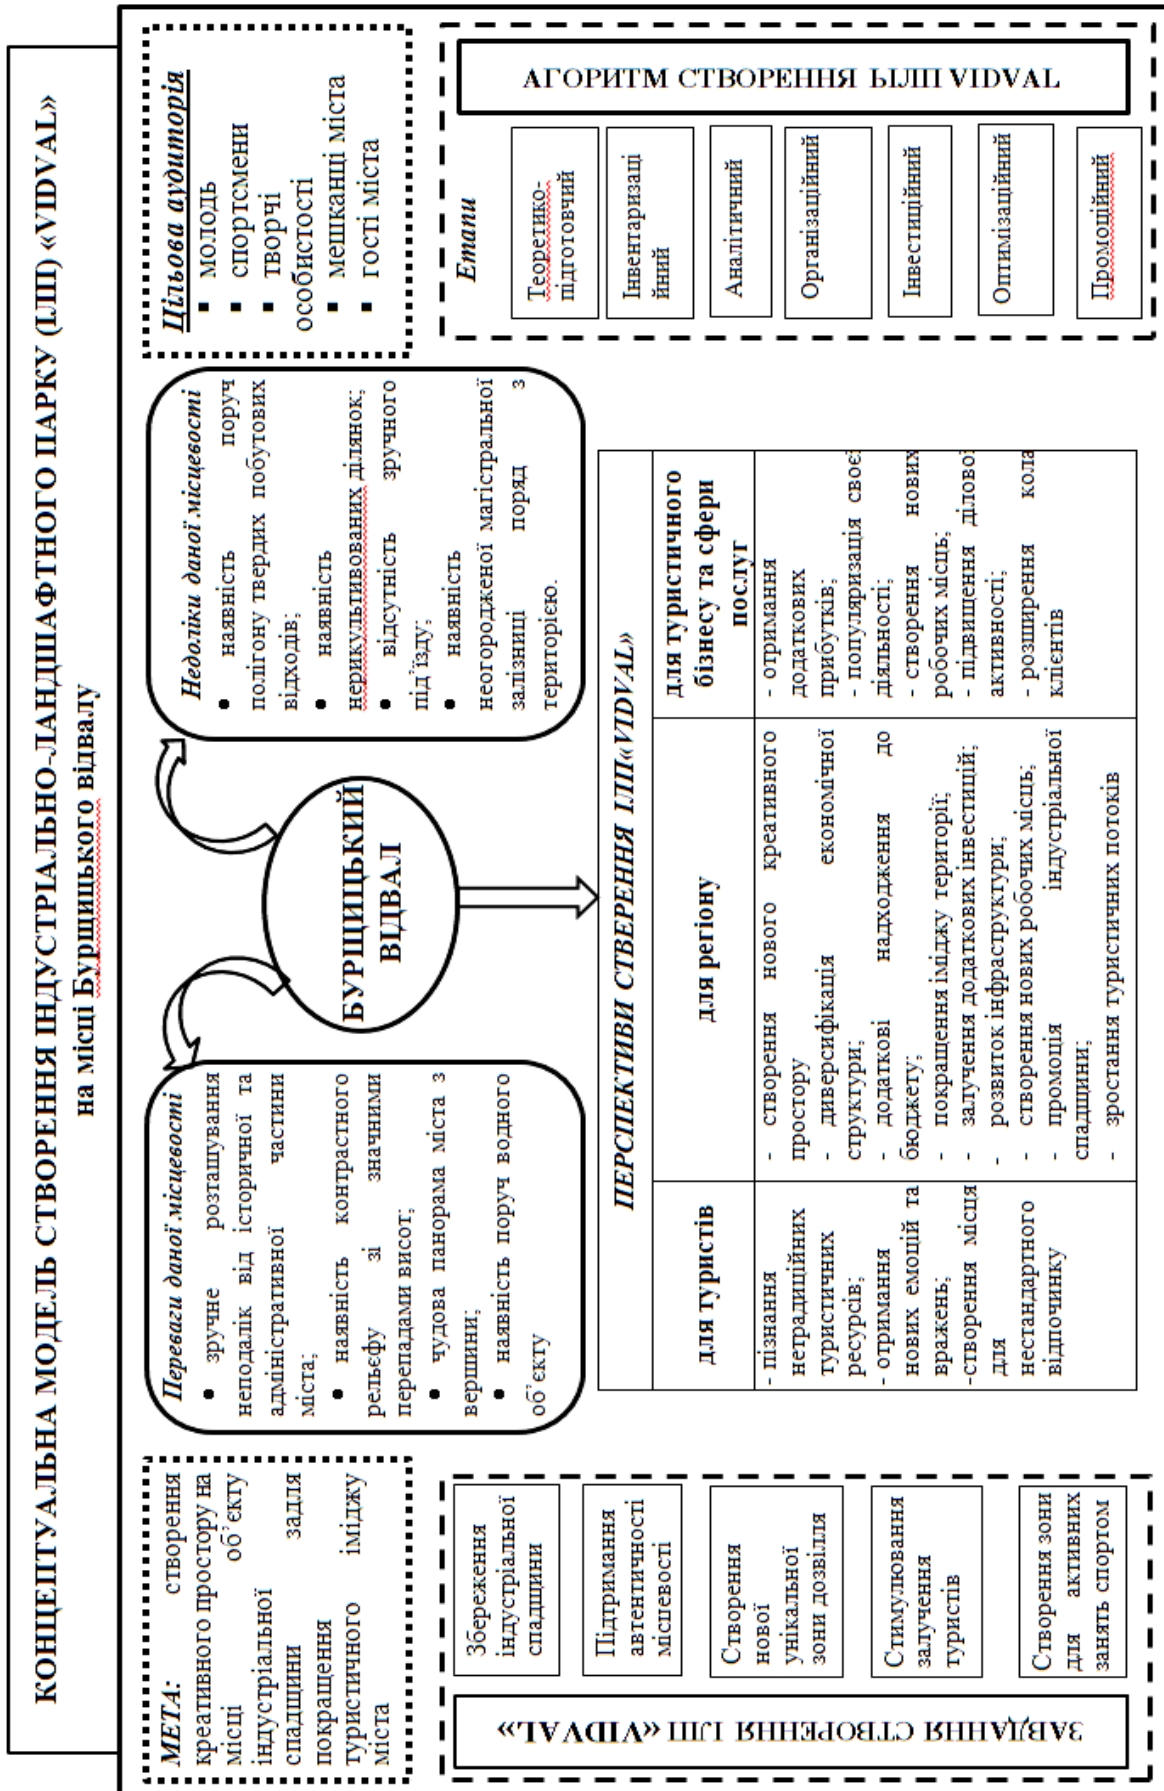 КОНЦЕПТУАЛЬНА МОДЕЛЬ СТВОРЕННЯ ІНДУСТРІАЛЬНО-ЛАНДШАФТНОГО ПАРКУ (ІЛП) «VIDVAL»
на місці Бурщицького відвалу
МЕТА: створення
креативного простору на
місці об’єкту
індустріальної
спадщини задля
покращення
туристичного іміджу
міста
Переваги даної місцевості
● зручне розташування
неподалік від історичної та
адміністративної частини
міста;
● наявність контрастного
рельєфу зі значними
перепадами висот;
● чудова панорама міста з
вершини;
● наявність поруч водного
об’єкту
БУРЩИЦЬКИЙ
ВІДВАЛ
Недоліки даної місцевості
● наявність поруч
полігону твердих побутових
відходів;
● наявність
нерикультивованих ділянок;
● відсутність зручного
під’їзду;
● наявність
неогородженої магістральної
залізниці поряд з
територією.
Цільова аудиторія
▪ молодь
▪ спортсмени
▪ творчі
особистості
▪ мешканці міста
▪ гості міста
ЗАВДАННЯ СТВОРЕННЯ ІЛП «VIDVAL»
Збереження
індустріальної
спадщини
Підтримання
автентичності
місцевості
Створення
нової
унікальної
зони дозвілля
Стимулювання
залучення
туристів
Створення зони
для активних
занять спортом
ПЕРСПЕКТИВИ СТВЕРЕННЯ ІЛП«VIDVAL»
для туристів
- пізнання
нетрадиційних
туристичних
ресурсів;
- отримання
нових емоцій та
вражень;
-створення місця
для
нестандартного
відпочинку
для регіону
- створення нового креативного
простору
- диверсифікація економічної
структури;
- додаткові надходження до
бюджету;
- покращення іміджу території;
- залучення додаткових інвестицій;
- розвиток інфраструктури;
- створення нових робочих місць;
- промоція індустріальної
спадщини;
- зростання туристичних потоків
для туристичного
бізнесу та сфери
послуг
- отримання
додаткових
прибутків;
- популяризація своєї
діяльності;
- створення нових
робочих місць;
- підвищення ділової
активності;
- розширення кола
клієнтів
АГОРИТМ СТВОРЕННЯ БІЛП VIDVAL
Етапи
Теоретико-
підготовчий
Інвентаризаці
йний
Аналітичний
Організаційний
Інвестиційний
Оптимізаційний
Промоційний